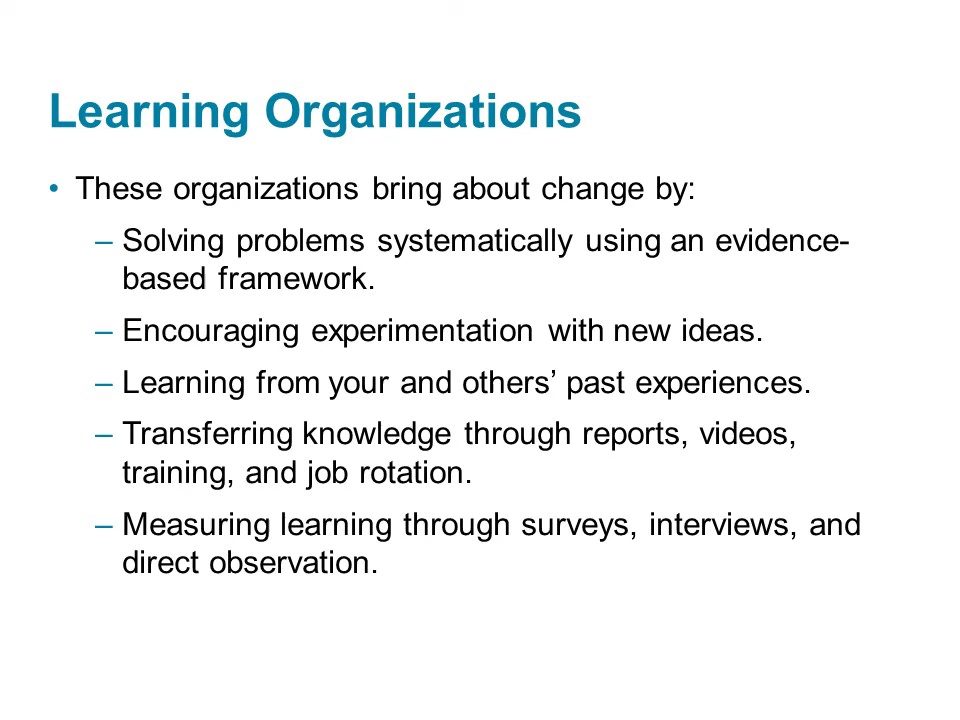 Learning Organizations
• These organizations bring about change by:
– Solving problems systematically using an evidence-
based framework.
– Encouraging experimentation with new ideas.
– Learning from your and others’ past experiences.
– Transferring knowledge through reports, videos,
training, and job rotation.
– Measuring learning through surveys, interviews, and
direct observation.